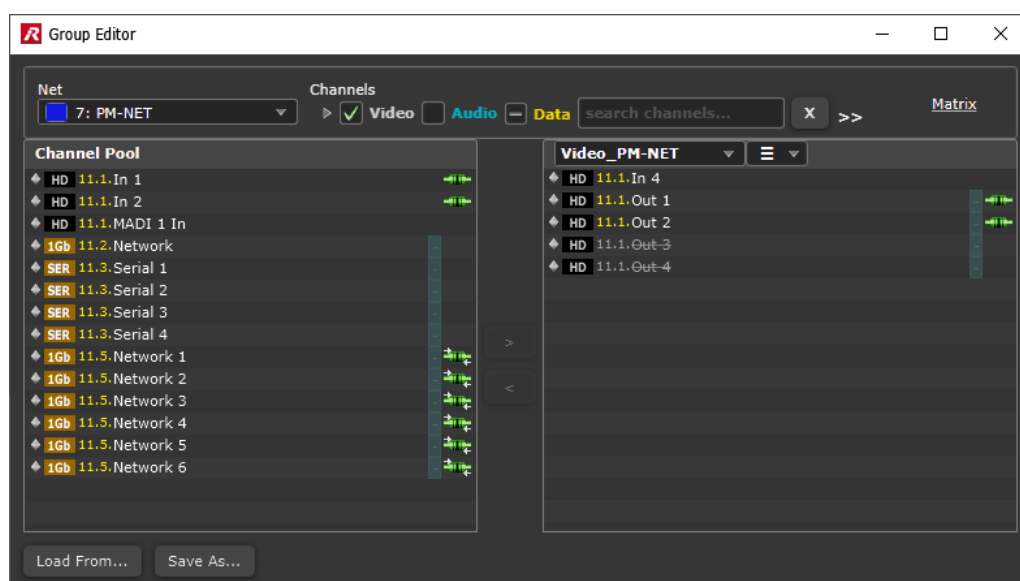 Group Editor
Net
Channels
7: PM-NET
Video
Audio
Data
search channels...
X
>>
Matrix
Channel Pool
HD 11.1.In 1
HD 11.1.In 2
HD 11.1.MADI 1 In
1Gb 11.2.Network
SER 11.3.Serial 1
SER 11.3.Serial 2
SER 11.3.Serial 3
SER 11.3.Serial 4
1Gb 11.5.Network 1
1Gb 11.5.Network 2
1Gb 11.5.Network 3
1Gb 11.5.Network 4
1Gb 11.5.Network 5
1Gb 11.5.Network 6
>
<
Video_PM-NET
HD 11.1.In 4
HD 11.1.Out 1
HD 11.1.Out 2
HD 11.1.Out 3
HD 11.1.Out 4
Load From...
Save As...